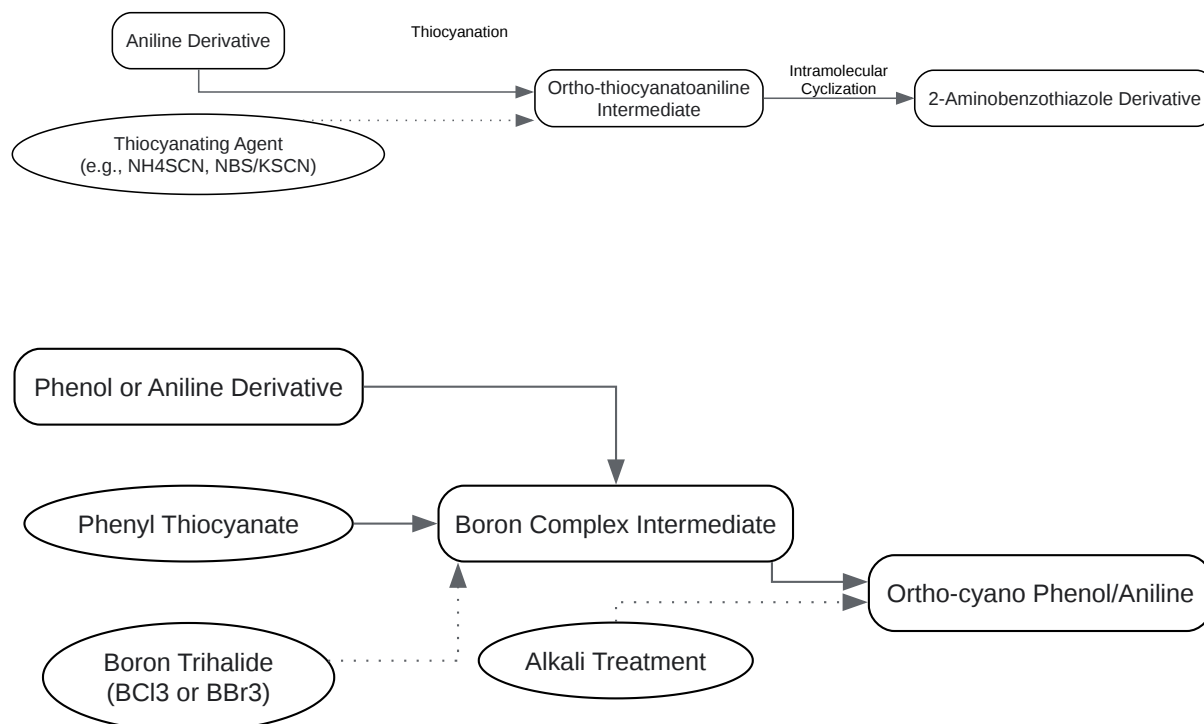 Aniline Derivative
Thiocyanation
Ortho-thiocyanatoaniline
Intermediate
Intramolecular
Cyclization
2-Aminobenzothiazole Derivative
Thiocyanating Agent
(e.g., NH4SCN, NBS/KSCN)
Phenol or Aniline Derivative
Phenyl Thiocyanate
Boron Complex Intermediate
Ortho-cyano Phenol/Aniline
Boron Trihalide
(BCl3 or BBr3)
Alkali Treatment